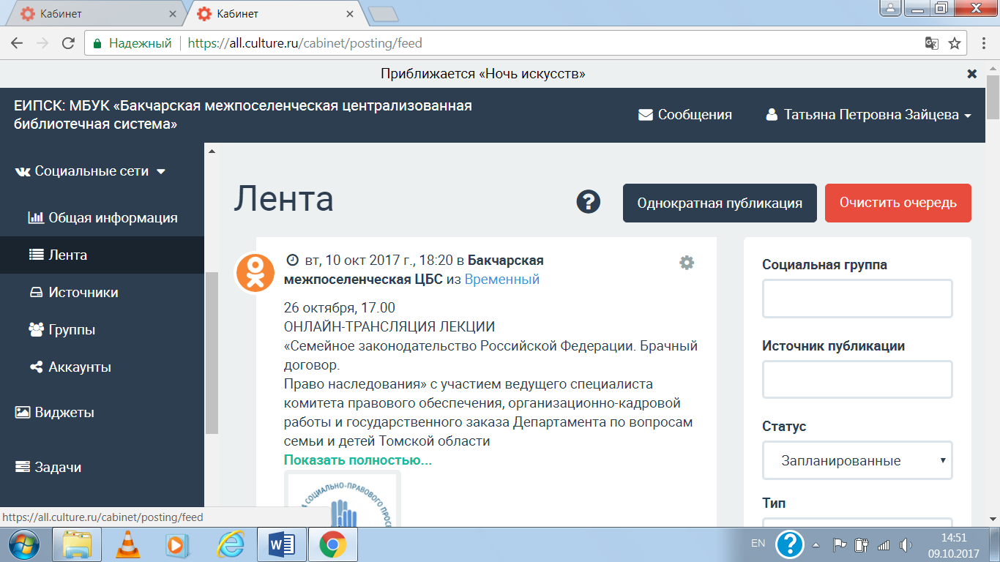 Кабинет
Кабинет
Надежный
https://all.culture.ru/cabinet/posting/feed
Приближается «Ночь искусств»
ЕИПСК: МБУК «Бакчарская межпоселенческая централизованная
библиотечная система»
Сообщения
Татьяна Петровна Зайцева
Социальные сети
Общая информация
Лента
Источники
Группы
Аккаунты
Виджеты
Задачи
Лента
Однократная публикация
Очистить очередь
вт, 10 окт 2017 г., 18:20 в Бакчарская
межпоселенческая ЦБС из Временный
26 октября, 17.00
ОНЛАЙН-ТРАНСЛЯЦИЯ ЛЕКЦИИ
«Семейное законодательство Российской Федерации. Брачный
договор.
Право наследования» с участием ведущего специалиста
комитета правового обеспечения, организационно-кадровой
работы и государственного заказа Департамента по вопросам
семьи и детей Томской области
Показать полностью...
СОЦИАЛЬНО-ПРАВОВОГО
Социальная группа
Источник публикации
Статус
Запланированные
Тип
https://all.culture.ru/cabinet/posting/feed
EN
14:51
09.10.2017